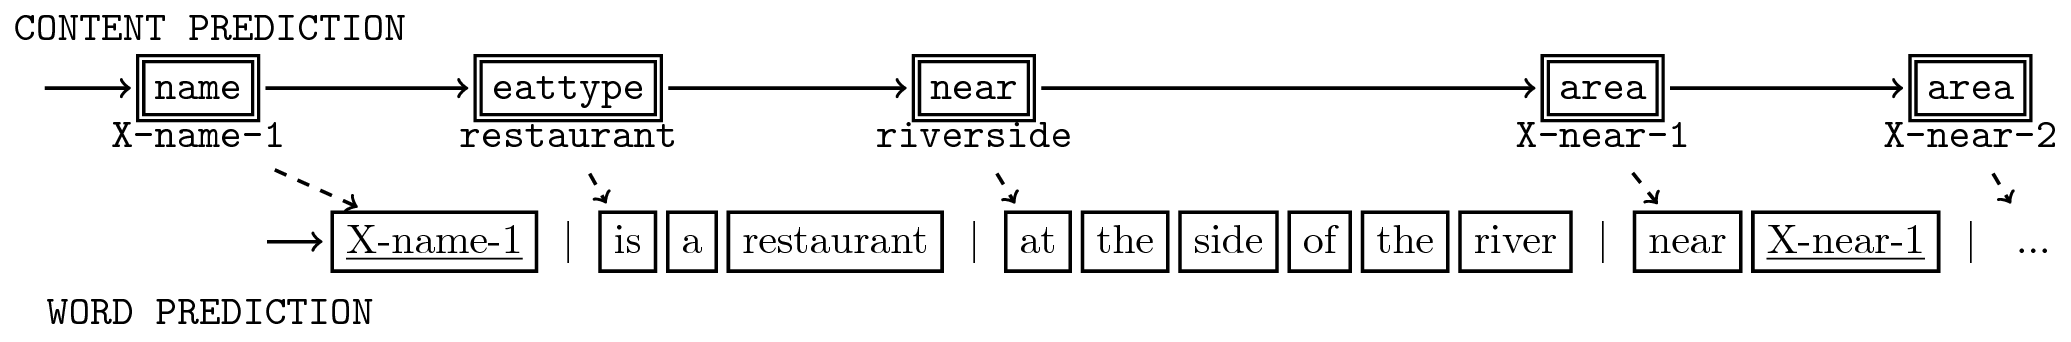 CONTENT PREDICTION
name eattype near area area
X-name-1 restaurant riverside X-near-1 X-near-2
X-name-1 | is a restaurant | at the side of the river | near X-near-1 | ...
WORD PREDICTION